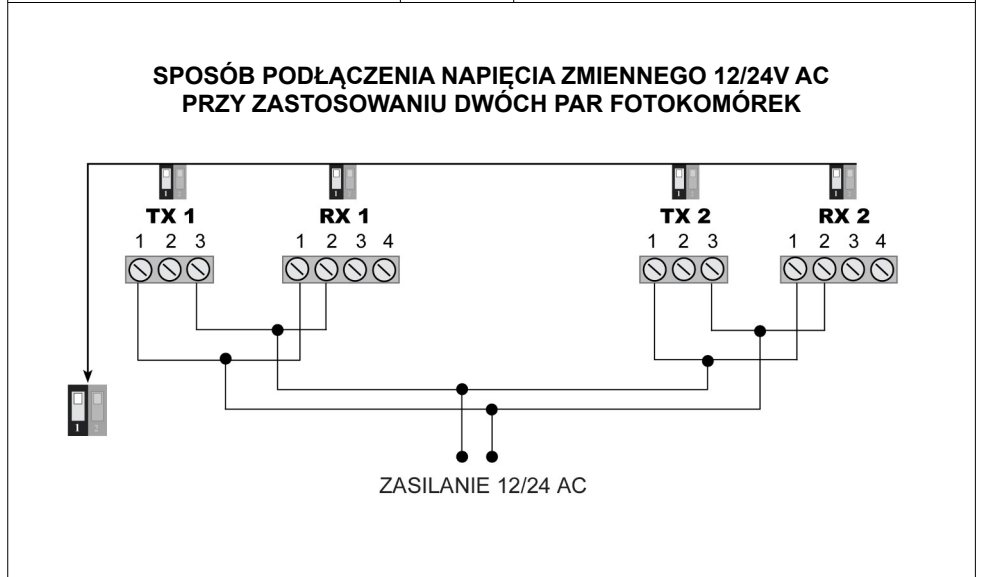 SPOSÓB PODŁĄCZENIA NAPIĘCIA ZMIENNEGO 12/24V AC
PRZY ZASTOSOWANIU DWÓCH PAR FOTOKOMÓREK
TX 1 RX 1 TX 2 RX 2
1 2 3 1 2 3 4 1 2 3 1 2 3 4
1 2
ZASILANIE 12/24 AC